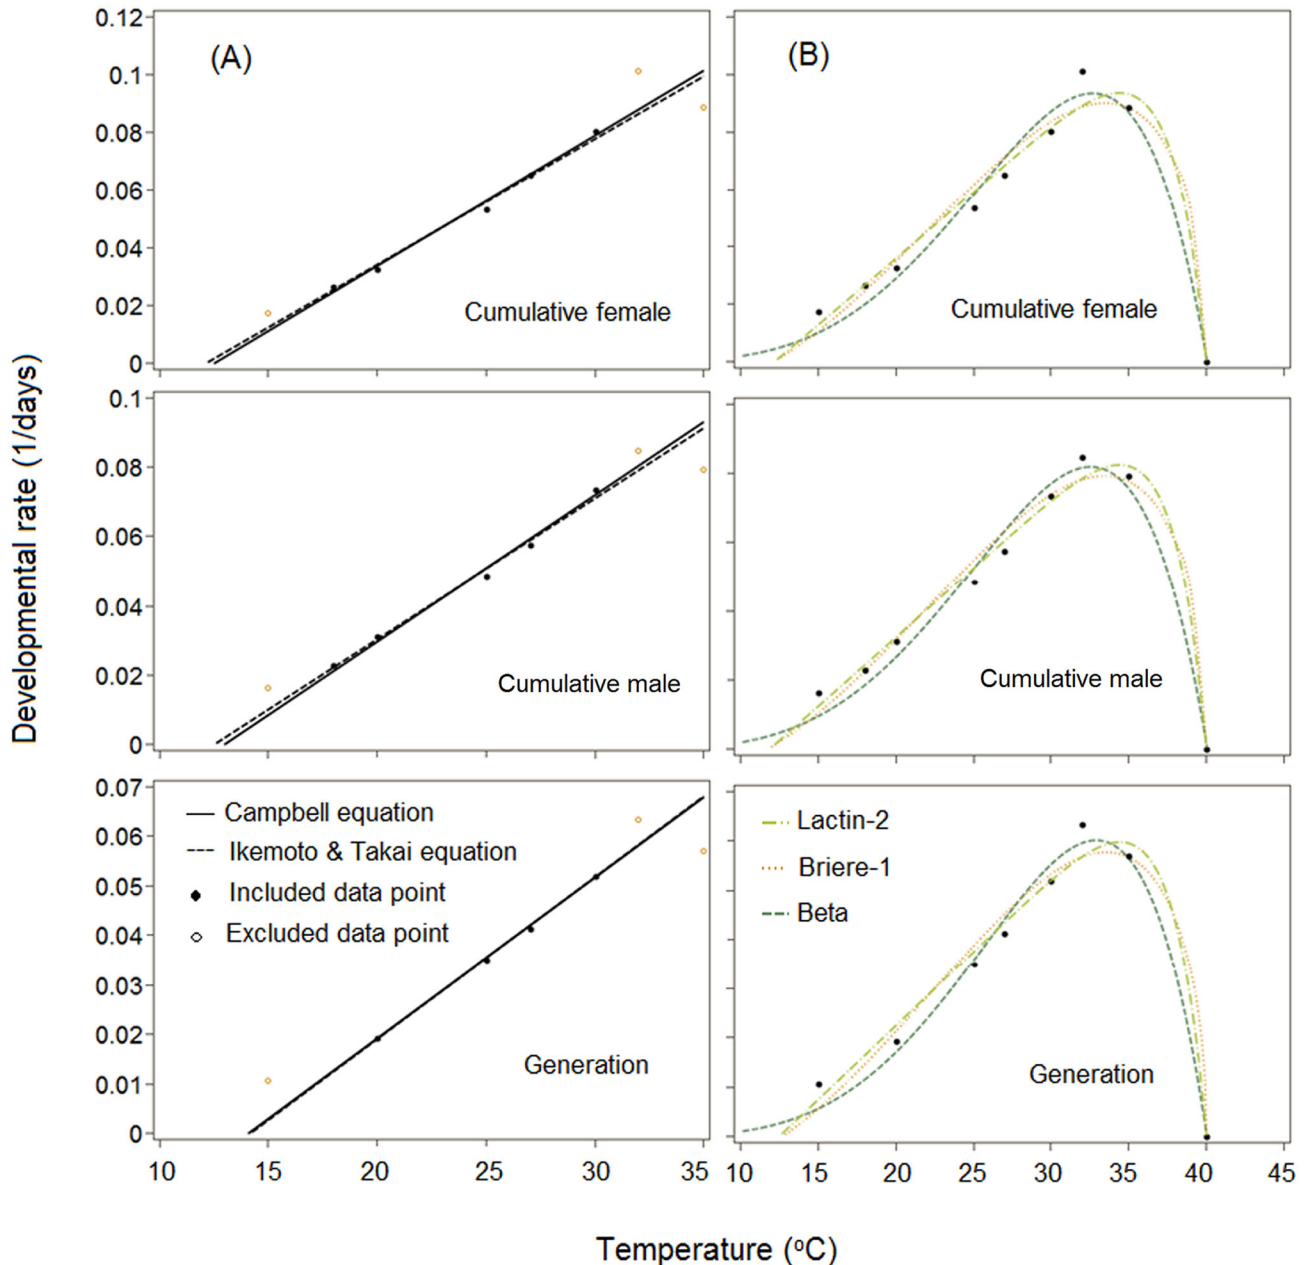 (A)
0.12
0.1
0.08
0.06
0.04
0.02
0
Cumulative female
(B)
Cumulative female
0.1
0.08
0.06
0.04
0.02
0
Cumulative male
Cumulative male
Developmental rate (1/days)
0.07
0.06
0.05
0.04
0.03
0.02
0.01
0
Campbell equation
Ikemoto & Takai equation
Included data point
Excluded data point
Generation
10 15 20 25 30 35
Lactin-2
Briere-1
Beta
Generation
10 15 20 25 30 35 40 45
Temperature (ºC)